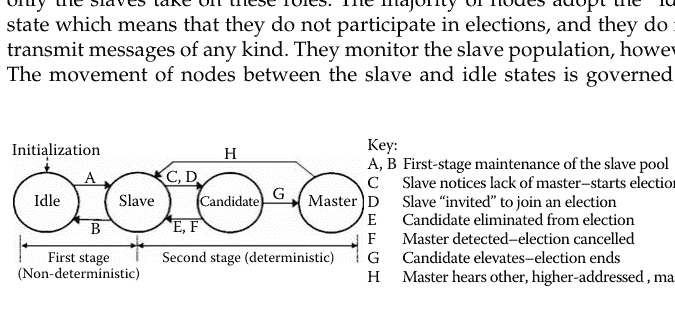 only the slaves take on these roles. The majority of nodes adopt the
state which means that they do not participate in elections, and they do
transmit messages of any kind. They monitor the slave population,
The movement of nodes between the slave and idle states is governed
Initialization
H
A
C, D
G
Idle
Slave
Candidate
Master
B
E, F
First stage
(Non-deterministic)
Second stage (deterministic)
Key:
A, B First-stage maintenance of the slave pool
C Slave notices lack of master–starts election
D Slave “invited” to join an election
E Candidate eliminated from election
F Master detected–election cancelled
G Candidate elevates–election ends
H Master hears other, higher-addressed , ma